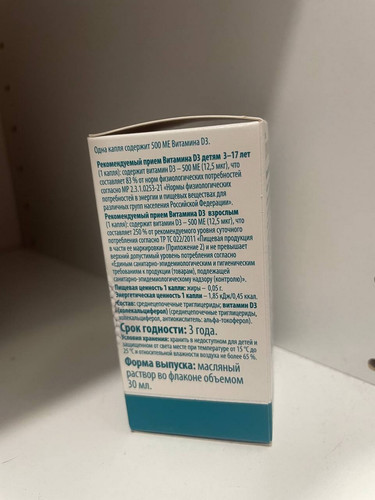 Одна капля содержит 500 МЕ Витамина D3.
Рекомендуемый прием Витамина D3 детям 3–17 лет
(1 капля): содержит витамин D3 – 500 МЕ (12,5 мкг), что
составляет 83 % от норм физиологических потребностей
согласно МР 2.3.1.0253-21 «Нормы физиологических
потребностей в энергии и пищевых веществах для
различных групп населения Российской Федерации».
Рекомендуемый прием Витамина D3 взрослым
(1 капля): содержит витамин D3 – 500 МЕ (12,5 мкг), что
составляет 250 % от рекомендуемого уровня суточного
потребления согласно ТР ТС 022/2011 «Пищевая продукция
в части ее маркировки» (Приложение 2) и не превышает
верхний допустимый уровень потребления согласно
«Единым санитарно-эпидемиологическим и гигиеническим
требованиям к продукции (товарам), подлежащей
санитарно-эпидемиологическому надзору (контролю)».
Пищевая ценность 1 капли: жиры – 0,05 г.
Энергетическая ценность 1 капли – 1,85 кДж/0,45 ккал.
Состав: среднецепочечные триглицериды; витамин D3
(холекальциферол) (среднецепочечные триглицериды,
холекальциферол, антиокислитель: альфа-токоферол).
Срок годности: 3 года.
Условия хранения: хранить в недоступном для детей и
защищенном от света месте при температуре от 15 °С до
25 °С и относительной влажности воздуха не более 65 %.
Форма выпуска: масляный
раствор во флаконе объемом
30 мл.